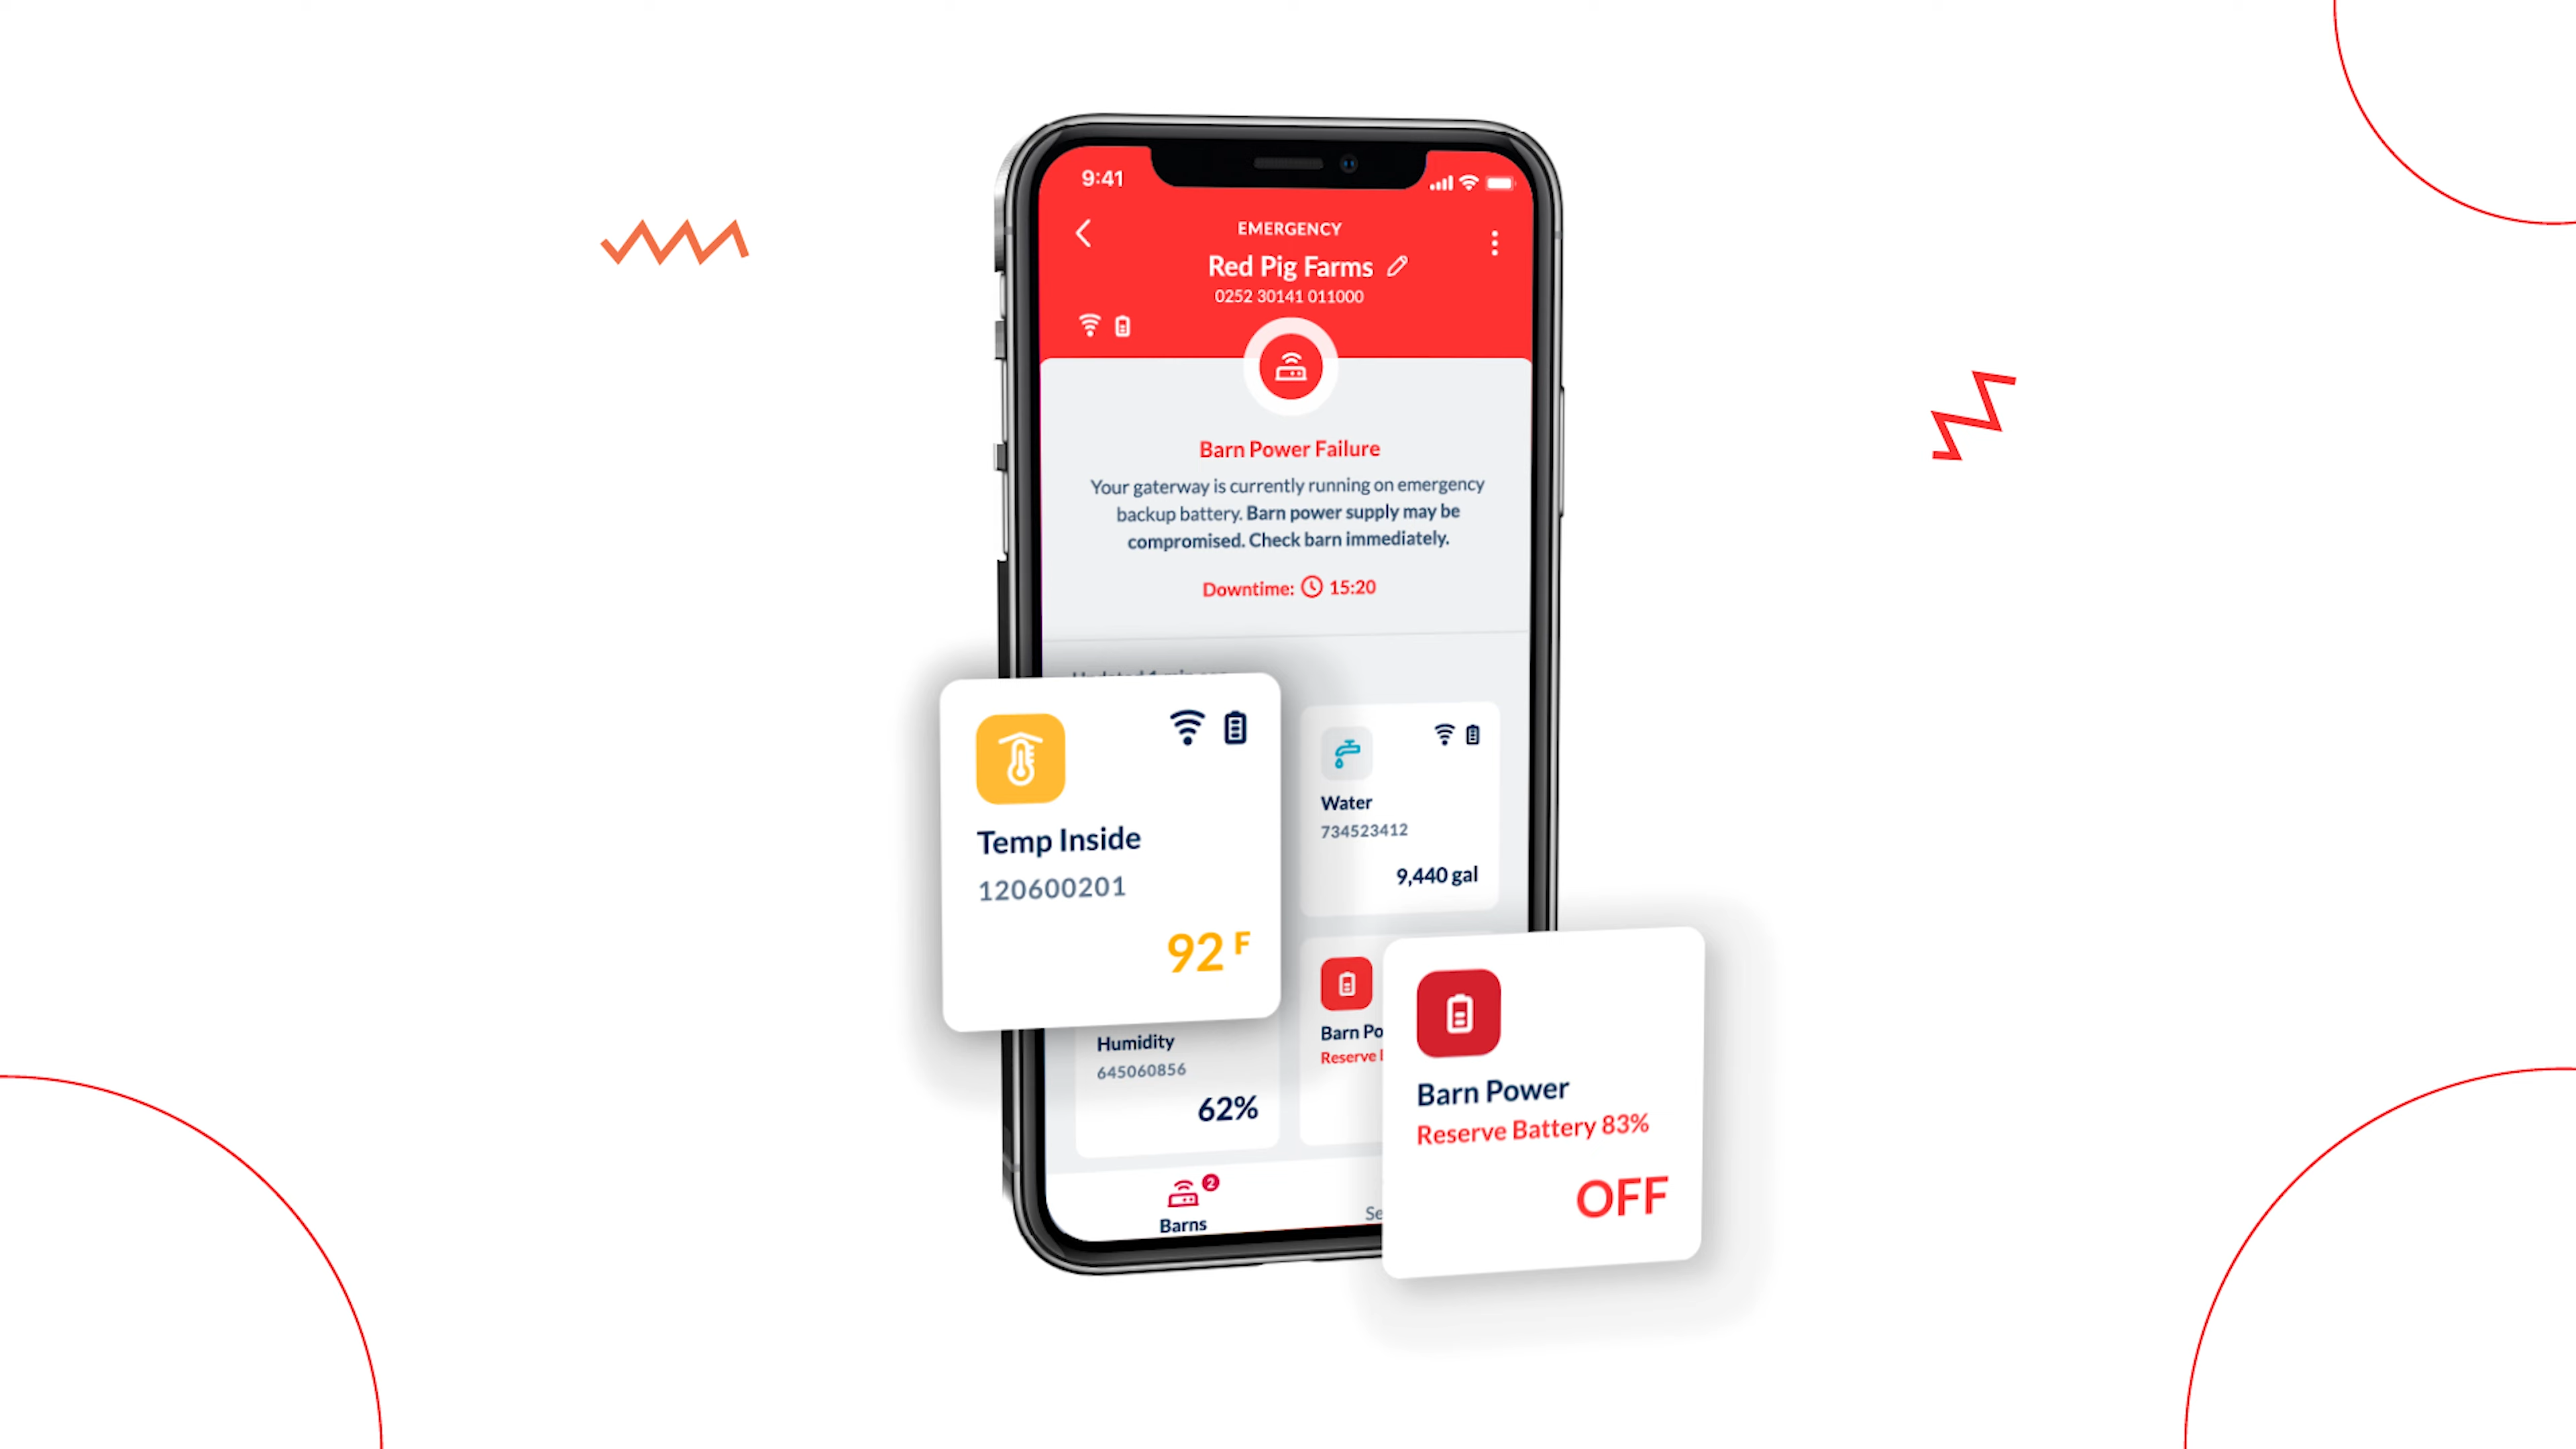 9:41
EMERGENCY
Red Pig Farms
0252 30141 011000
Barn Power Failure
Your gaterway is currently running on emergency
backup battery. Barn power supply may be
compromised. Check barn immediately.
Downtime: 15:20
Temp Inside
120600201
92 F
Water
734523412
9,440 gal
Humidity
645060856
62%
Barn Po
Reserve
Barn Power
Reserve Battery 83%
OFF
2
Barns